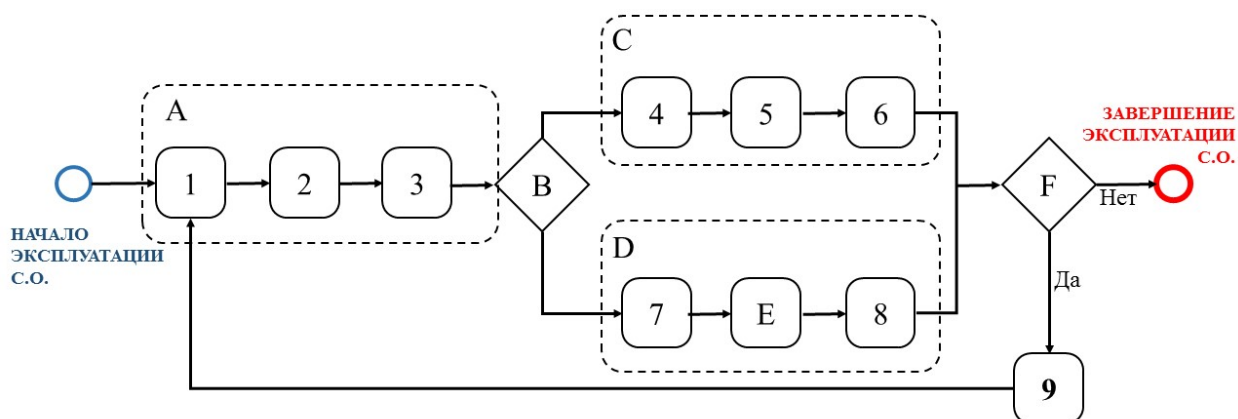 C
4
5
6
A
1
2
3
B
ЗАВЕРШЕНИЕ
ЭКСПЛУАТАЦИИ
С.О.
F
Нет
НАЧАЛО
ЭКСПЛУАТАЦИИ
С.О.
D
7
E
8
Да
9